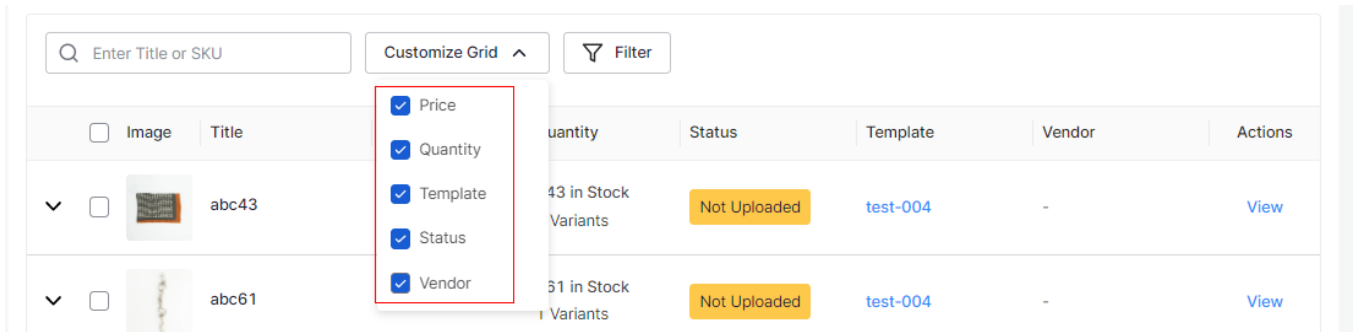 Enter Title or SKU
Customize Grid
Filter
Price
Quantity
Template
Status
Vendor
Image Title uantity Status Template Vendor Actions
abc43 43 in Stock Not Uploaded test-004 - View
Variants
abc61 61 in Stock Not Uploaded test-004 - View
Variants